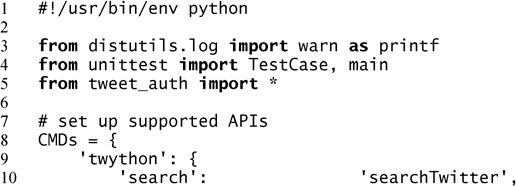 1 #!/usr/bin/env python
2
3 from distutils.log import warn as printf
4 from unittest import TestCase, main
5 from tweet_auth import *
6
7 # set up supported APIs
8 CMDs = {
9     'twython': {
10         'search':               'searchTwitter',